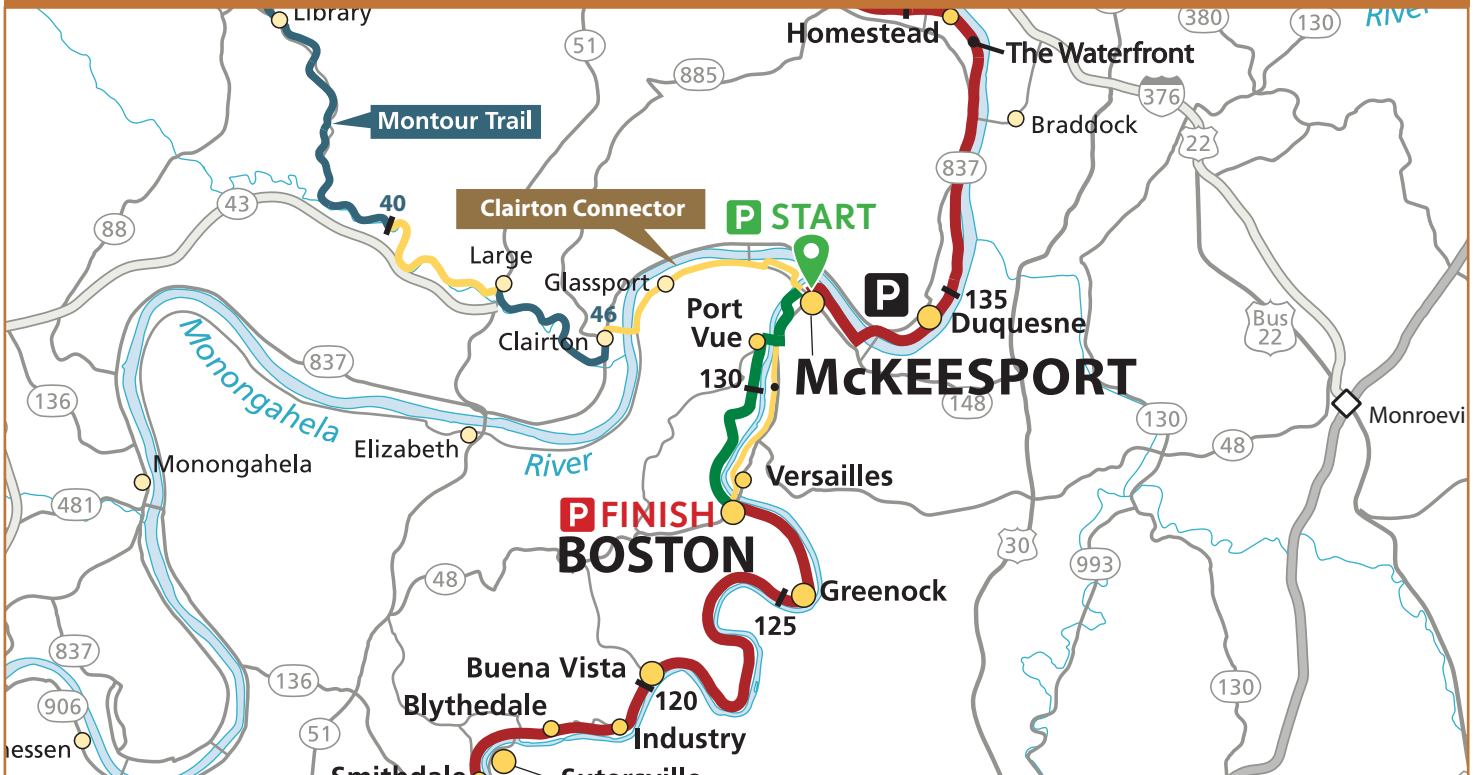 Library
51
885
Homestead
The Waterfront
380
130
River
376
22
Braddock
837
Montour Trail
43
88
40
Clairton Connector
P START
Large
Glassport
46
Clairton
Port
Vue
P
135
Duquesne
McKEESPORT
130
148
Bus
22
Monongahela
River
837
136
Elizabeth
Monongahela
481
Versailles
130
48
Monroevi
P FINISH
BOSTON
30
993
48
Greenock
125
Buena Vista
120
Blythedale
Industry
837
136
906
51
130
nessen
Smithdale
Sutersville